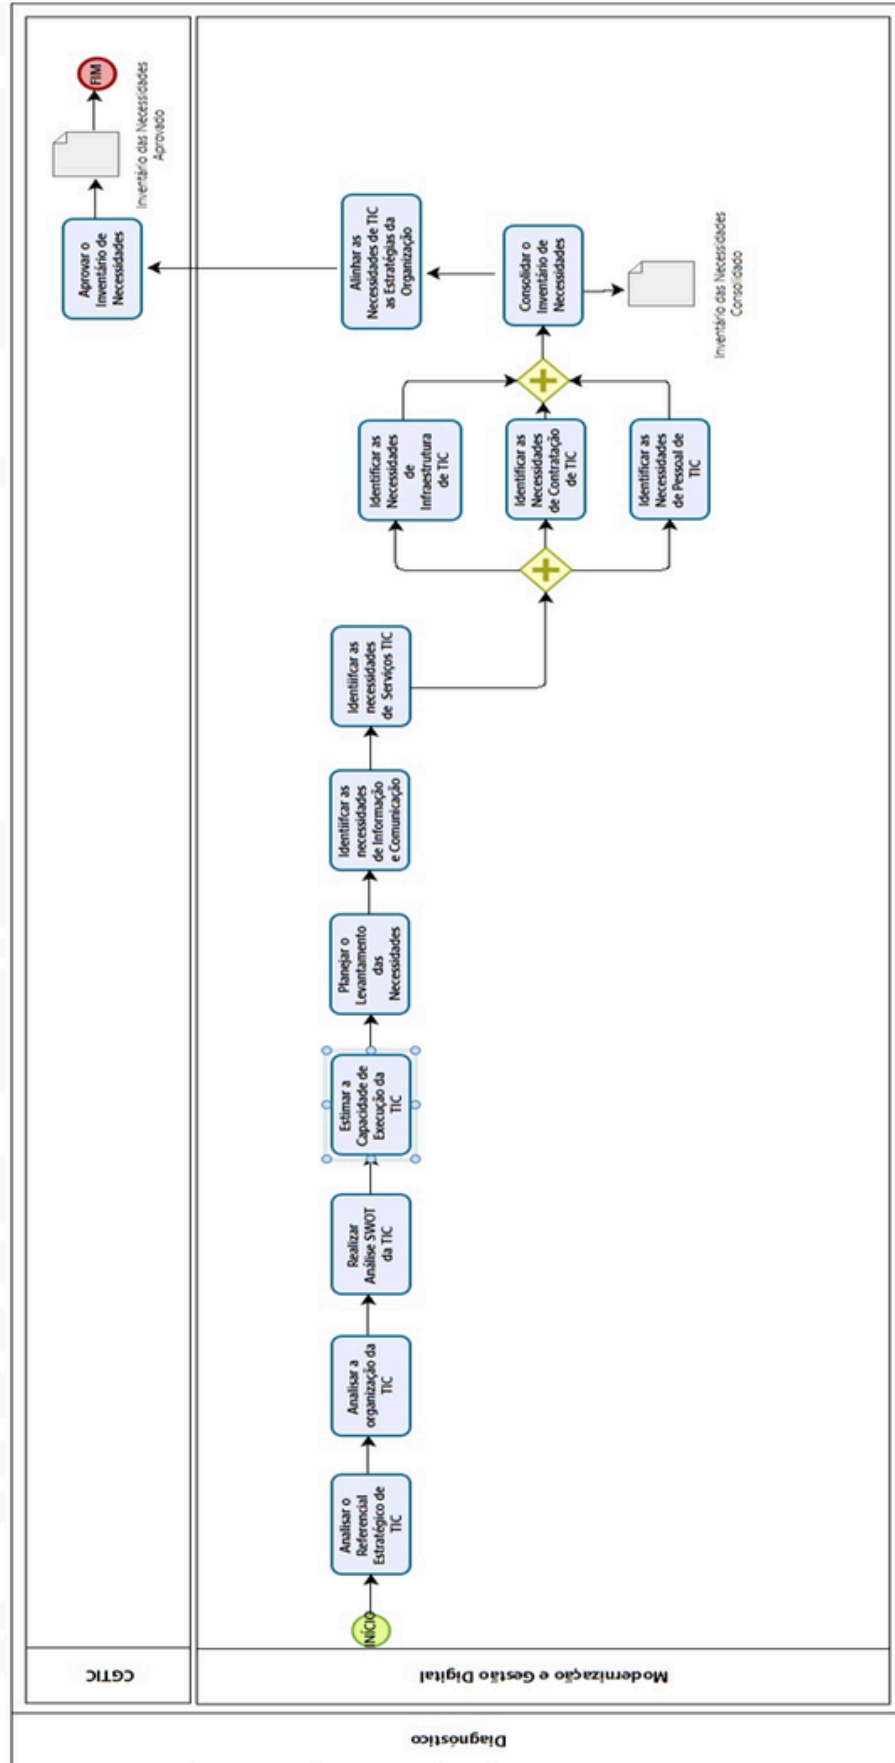 Diagnóstico
CGTIC
Modernização e Gestão Digital
INÍCIO
Analisar o
Referencial
Estratégico de
TIC
Analisar a
organização da
TIC
Realizar
Análise SWOT
da TIC
Estimar a
Capacidade de
Execução da
TIC
Planejar o
Levantamento
das
Necessidades
Identiifcar as
necessidades
de Informação
e Comunicação
Identiifcar as
necessidades
de Serviços TIC
Identificar as
Necessidades
de
Infraestrutura
de TIC
Identificar as
Necessidades
de Contratação
de TIC
Identificar as
Necessidades
de Pessoal de
TIC
Consolidar o
Inventário de
Necessidades
Inventário das Necessidades
Consolidado
Alinhar as
Necessidades de TIC
as Estratégias da
Organização
Aprovar o
Inventário de
Necessidades
Inventário das Necessidades
Aprovado
FIM